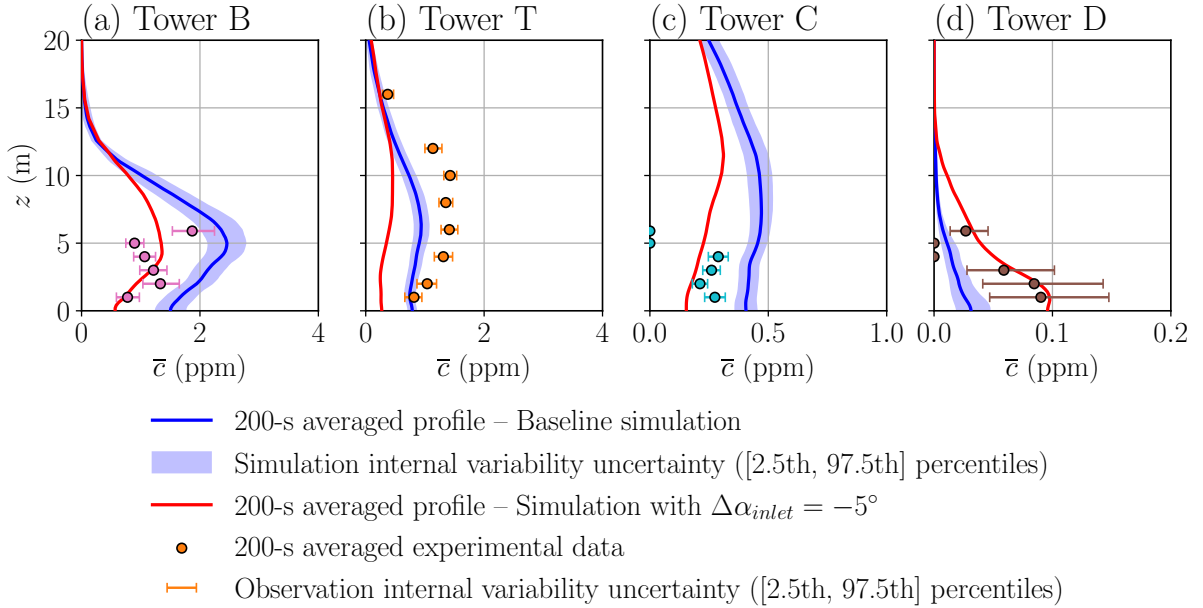 (a) Tower B
(b) Tower T
(c) Tower C
(d) Tower D
20
15
10
5
0
z (m)
0 2 4
0 2 4
0.0 0.5 1.0
0.0 0.1 0.2
c̅ (ppm)
c̅ (ppm)
c̅ (ppm)
c̅ (ppm)
200-s averaged profile – Baseline simulation
Simulation internal variability uncertainty ([2.5th, 97.5th] percentiles)
200-s averaged profile – Simulation with Δα_inlet = −5°
200-s averaged experimental data
Observation internal variability uncertainty ([2.5th, 97.5th] percentiles)